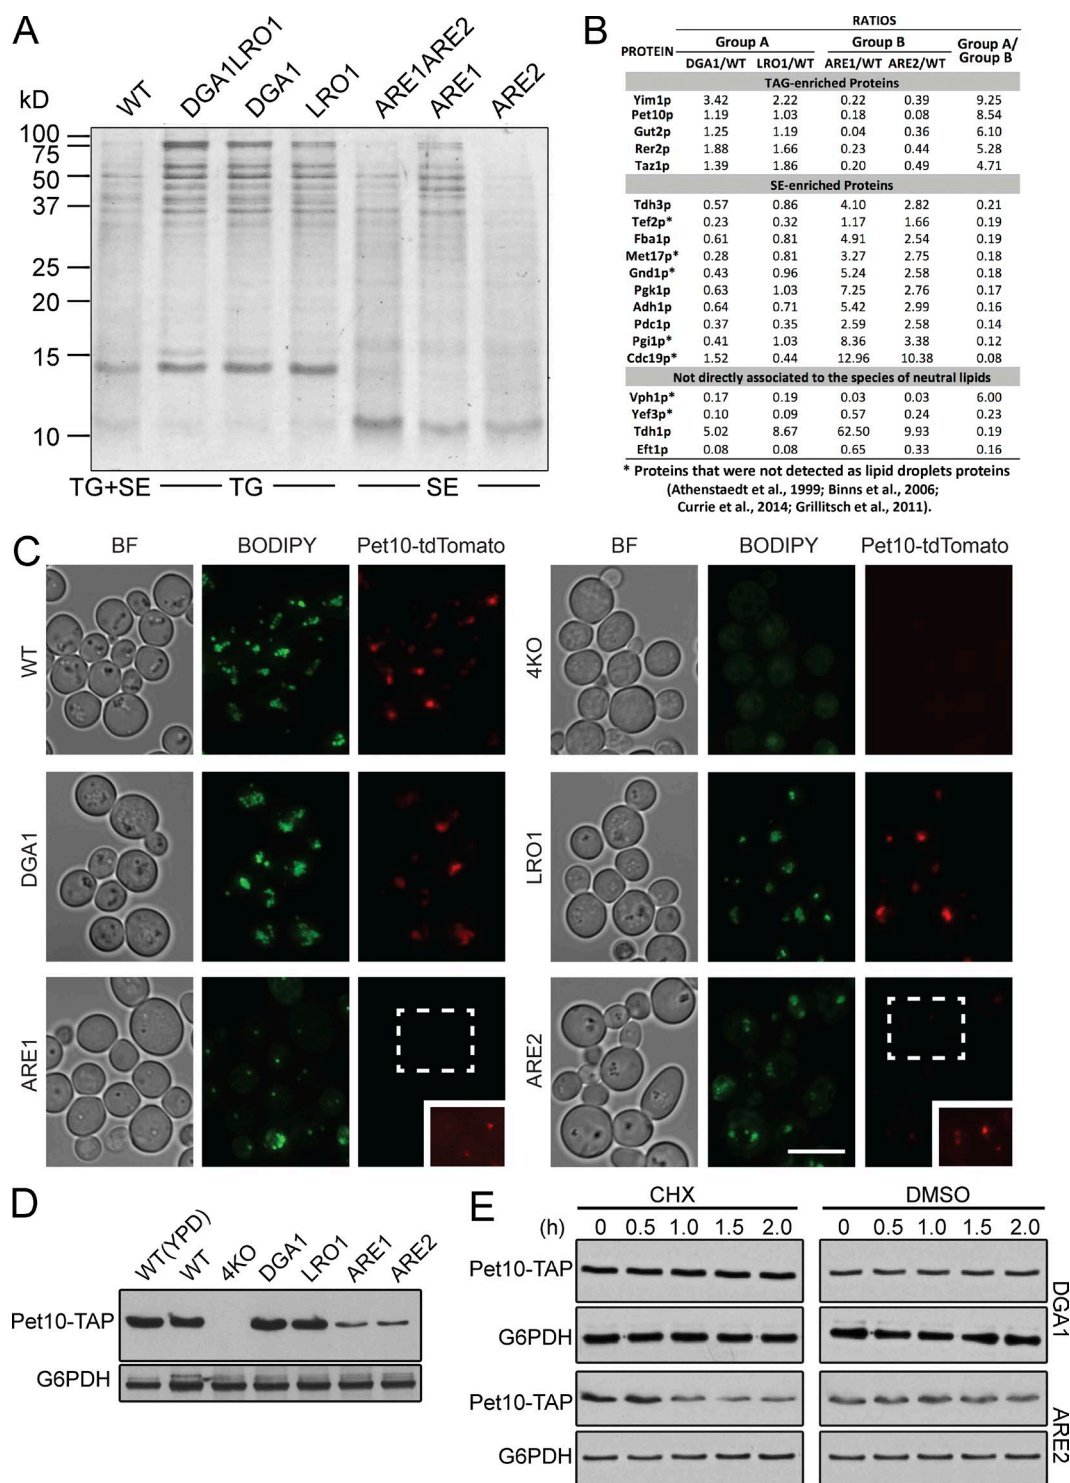 A
kD
WT
DGA1LRO1
DGA1
LRO1
ARE1ARE2
ARE1
ARE2
100
75
50
37
25
20
15
10
TG+SE
TG
SE
B
RATIOS
PROTEIN Group A Group B Group A/ Group B
DGA1/WT LRO1/WT ARE1/WT ARE2/WT
TAG-enriched Proteins
Yim1p 3.42 2.22 0.22 0.39 9.25
Pet10p 1.19 1.03 0.18 0.08 8.54
Gut2p 1.25 1.19 0.04 0.36 6.10
Rer2p 1.88 1.66 0.23 0.44 5.28
Taz1p 1.39 1.86 0.20 0.49 4.71
SE-enriched Proteins
Tdh3p 0.57 0.86 4.10 2.82 0.21
Tef2p* 0.23 0.32 1.17 1.66 0.19
Fba1p 0.61 0.81 4.91 2.54 0.19
Met17p* 0.28 0.81 3.27 2.75 0.18
Gnd1p* 0.43 0.96 5.24 2.58 0.18
Pgk1p 0.63 1.03 7.25 2.76 0.17
Adh1p 0.64 0.71 5.42 2.99 0.16
Pdc1p 0.37 0.35 2.59 2.58 0.14
Pgi1p* 0.41 1.03 8.36 3.38 0.12
Cdc19p* 1.52 0.44 12.96 10.38 0.08
Not directly associated to the species of neutral lipids
Vph1p* 0.17 0.19 0.03 0.03 6.00
Yef3p* 0.10 0.09 0.57 0.24 0.23
Tdh1p 5.02 8.67 62.50 9.93 0.19
Eft1p 0.08 0.08 0.65 0.33 0.16
* Proteins that were not detected as lipid droplets proteins
(Athenstaedt et al., 1999; Binns et al., 2006;
Currie et al., 2014; Grillitsch et al., 2011).
C
BF BODIPY Pet10-tdTomato BF BODIPY Pet10-tdTomato
WT
4KO
DGA1
LRO1
ARE1
ARE2
D
WT(YPD)
WT
4KO
DGA1
LRO1
ARE1
ARE2
Pet10-TAP
G6PDH
E
CHX DMSO
(h) 0 0.5 1.0 1.5 2.0 0 0.5 1.0 1.5 2.0
Pet10-TAP
G6PDH
DGA1
Pet10-TAP
G6PDH
ARE2